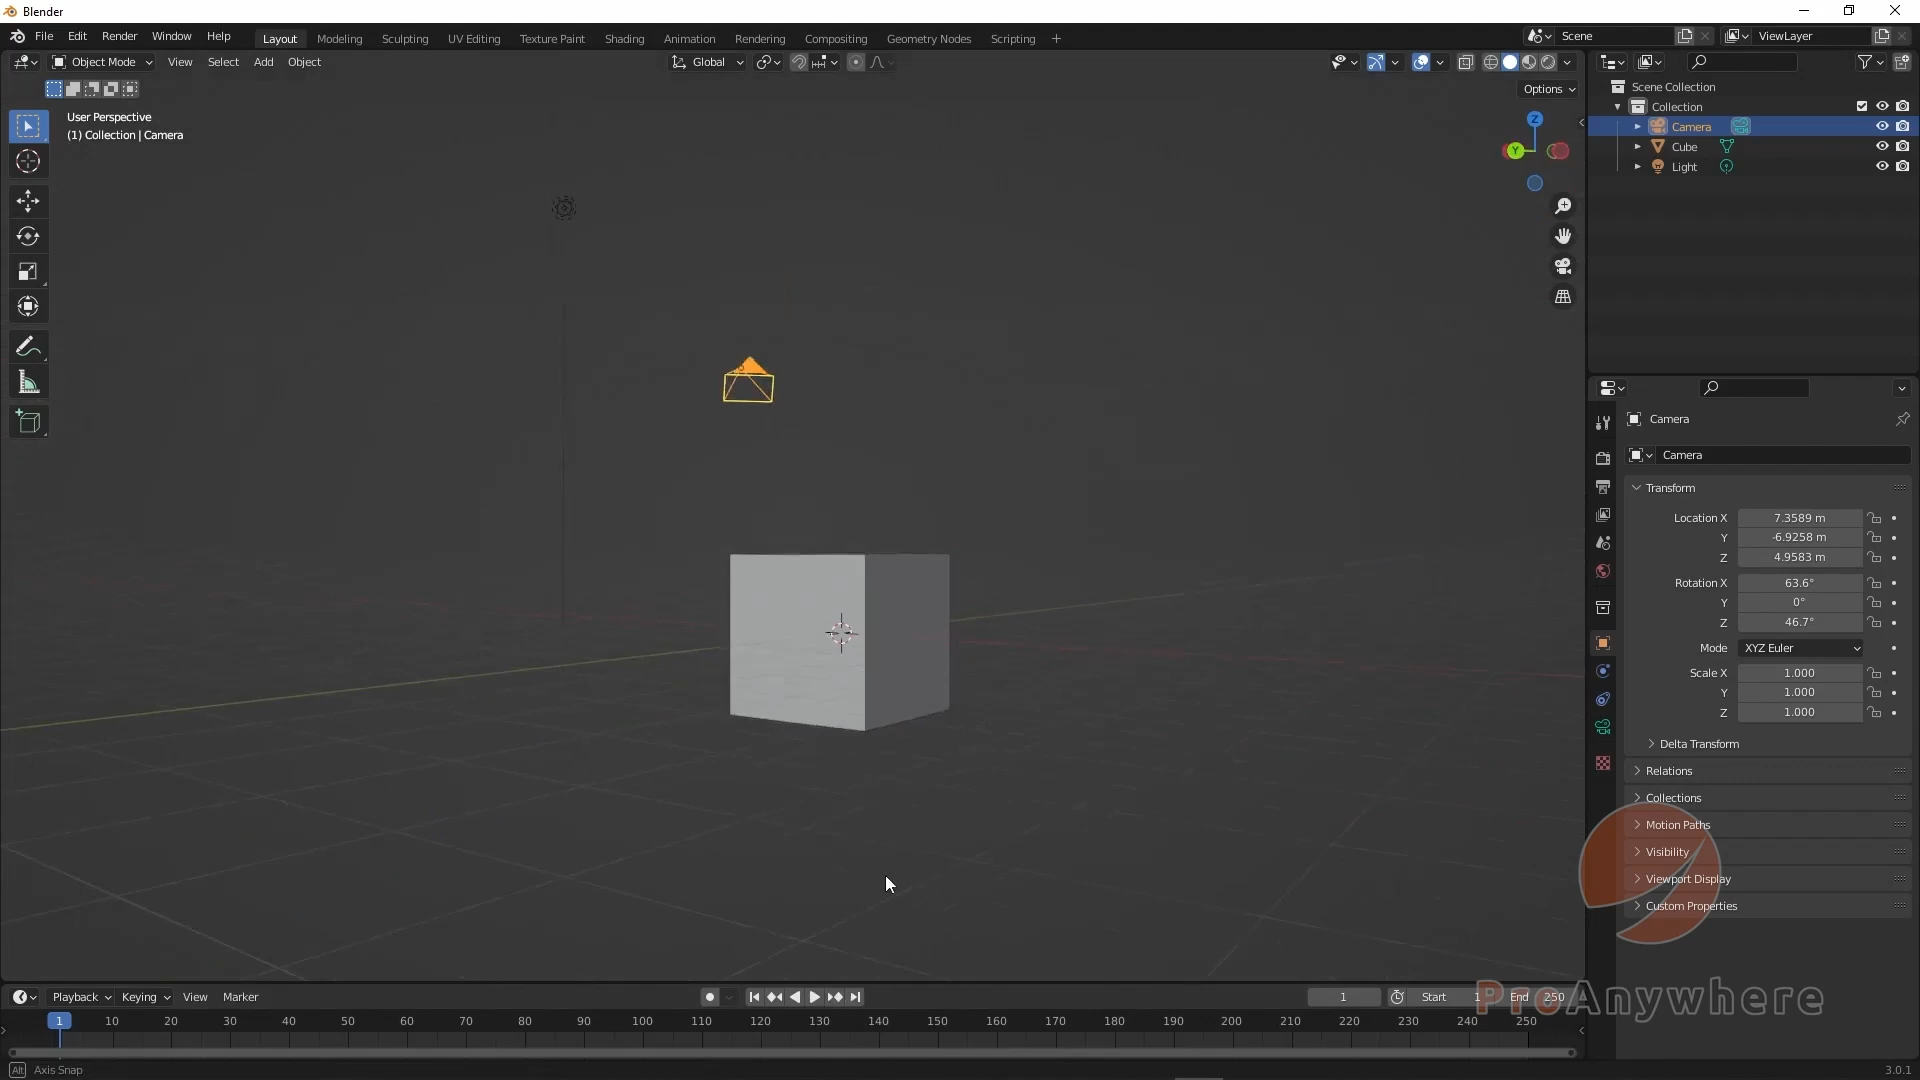 Blender
File Edit Render Window Help Layout Modeling Sculpting UV Editing Texture Paint Shading Animation Rendering Compositing Geometry Nodes Scripting + Scene ViewLayer
Object Mode View Select Add Object Global
Options
User Perspective
(1) Collection | Camera
Z
Y
Scene Collection
Collection
Camera
Cube
Light
Camera
Camera
Transform
Location X 7.3589 m
Y -6.9258 m
Z 4.9583 m
Rotation X 63.6°
Y 0°
Z 46.7°
Mode XYZ Euler
Scale X 1.000
Y 1.000
Z 1.000
Delta Transform
Relations
Collections
Motion Paths
Visibility
Viewport Display
Custom Properties
Playback Keying View Marker 1 Start 1 End 250
ProAnywhere
1 10 20 30 40 50 60 70 80 90 100 110 120 130 140 150 160 170 180 190 200 210 220 230 240 250
Alt Axis Snap 3.0.1